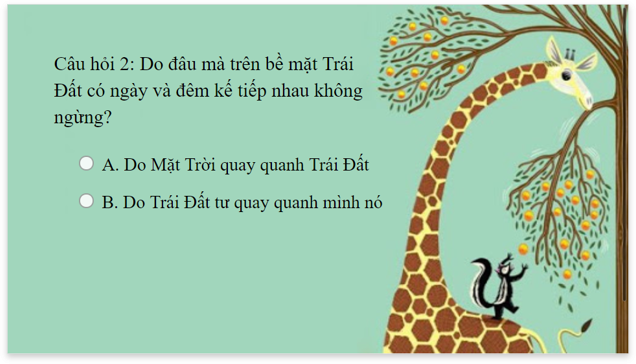 Câu hỏi 2: Do đâu mà trên bề mặt Trái
Đất có ngày và đêm kế tiếp nhau không
ngừng?
A. Do Mặt Trời quay quanh Trái Đất
B. Do Trái Đất tư quay quanh mình nó